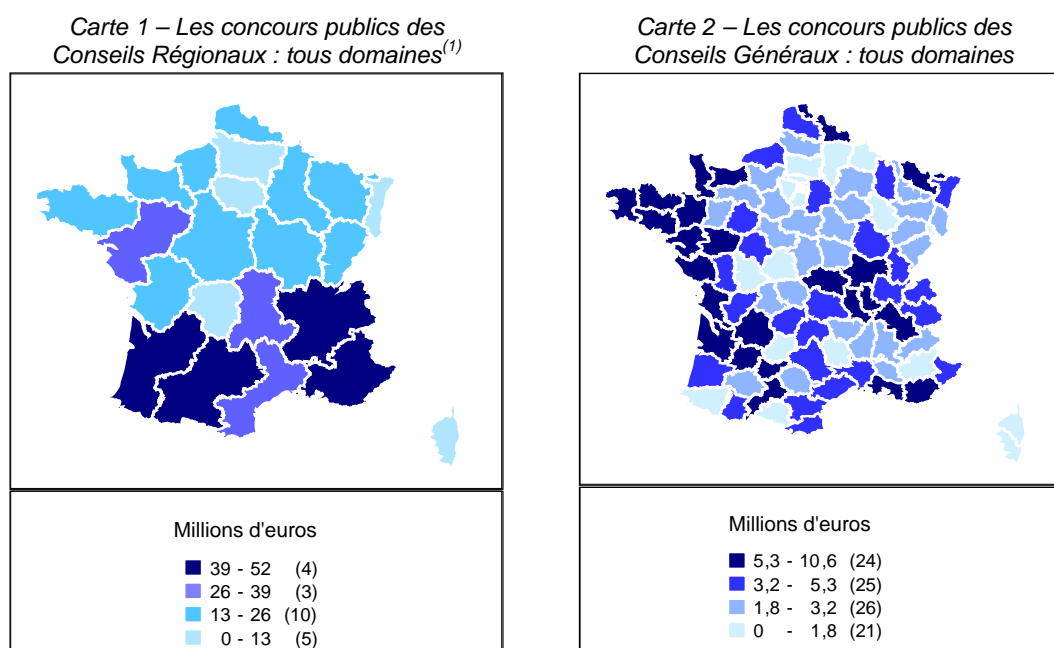 Carte 1 – Les concours publics des
Conseils Régionaux : tous domaines(1)
Millions d'euros
39 - 52 (4)
26 - 39 (3)
13 - 26 (10)
0 - 13 (5)
Carte 2 – Les concours publics des
Conseils Généraux : tous domaines
Millions d'euros
5,3 - 10,6 (24)
3,2 - 5,3 (25)
1,8 - 3,2 (26)
0 - 1,8 (21)